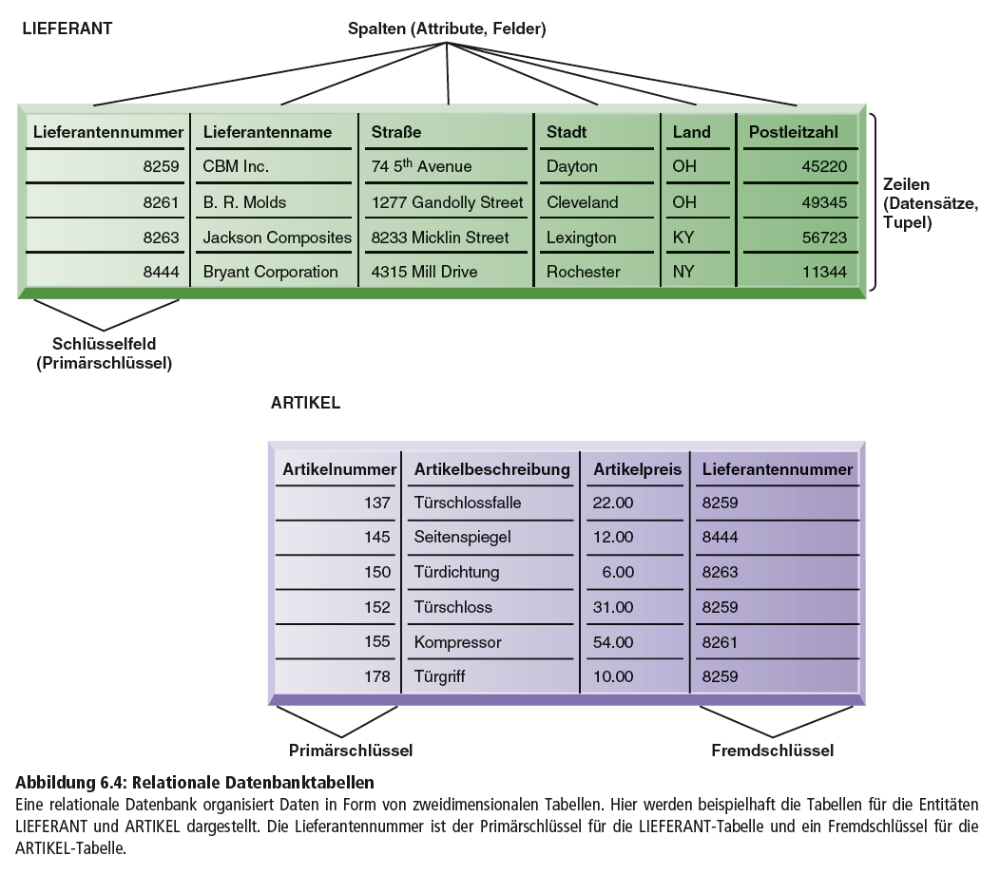 LIEFERANT
Spalten (Attribute, Felder)
Lieferantennummer Lieferantenname Straße Stadt Land Postleitzahl
8259 CBM Inc. 74 5th Avenue Dayton OH 45220
8261 B. R. Molds 1277 Gandolly Street Cleveland OH 49345
8263 Jackson Composites 8233 Micklin Street Lexington KY 56723
8444 Bryant Corporation 4315 Mill Drive Rochester NY 11344
Zeilen
(Datensätze,
Tupel)
Schlüsselfeld
(Primärschlüssel)
ARTIKEL
Artikelnummer Artikelbeschreibung Artikelpreis Lieferantennummer
137 Türschlossfalle 22.00 8259
145 Seitenspiegel 12.00 8444
150 Türdichtung 6.00 8263
152 Türschloss 31.00 8259
155 Kompressor 54.00 8261
178 Türgriff 10.00 8259
Primärschlüssel
Fremdschlüssel
Abbildung 6.4: Relationale Datenbanktabellen
Eine relationale Datenbank organisiert Daten in Form von zweidimensionalen Tabellen. Hier werden beispielhaft die Tabellen für die Entitäten
LIEFERANT und ARTIKEL dargestellt. Die Lieferantennummer ist der Primärschlüssel für die LIEFERANT-Tabelle und ein Fremdschlüssel für die
ARTIKEL-Tabelle.